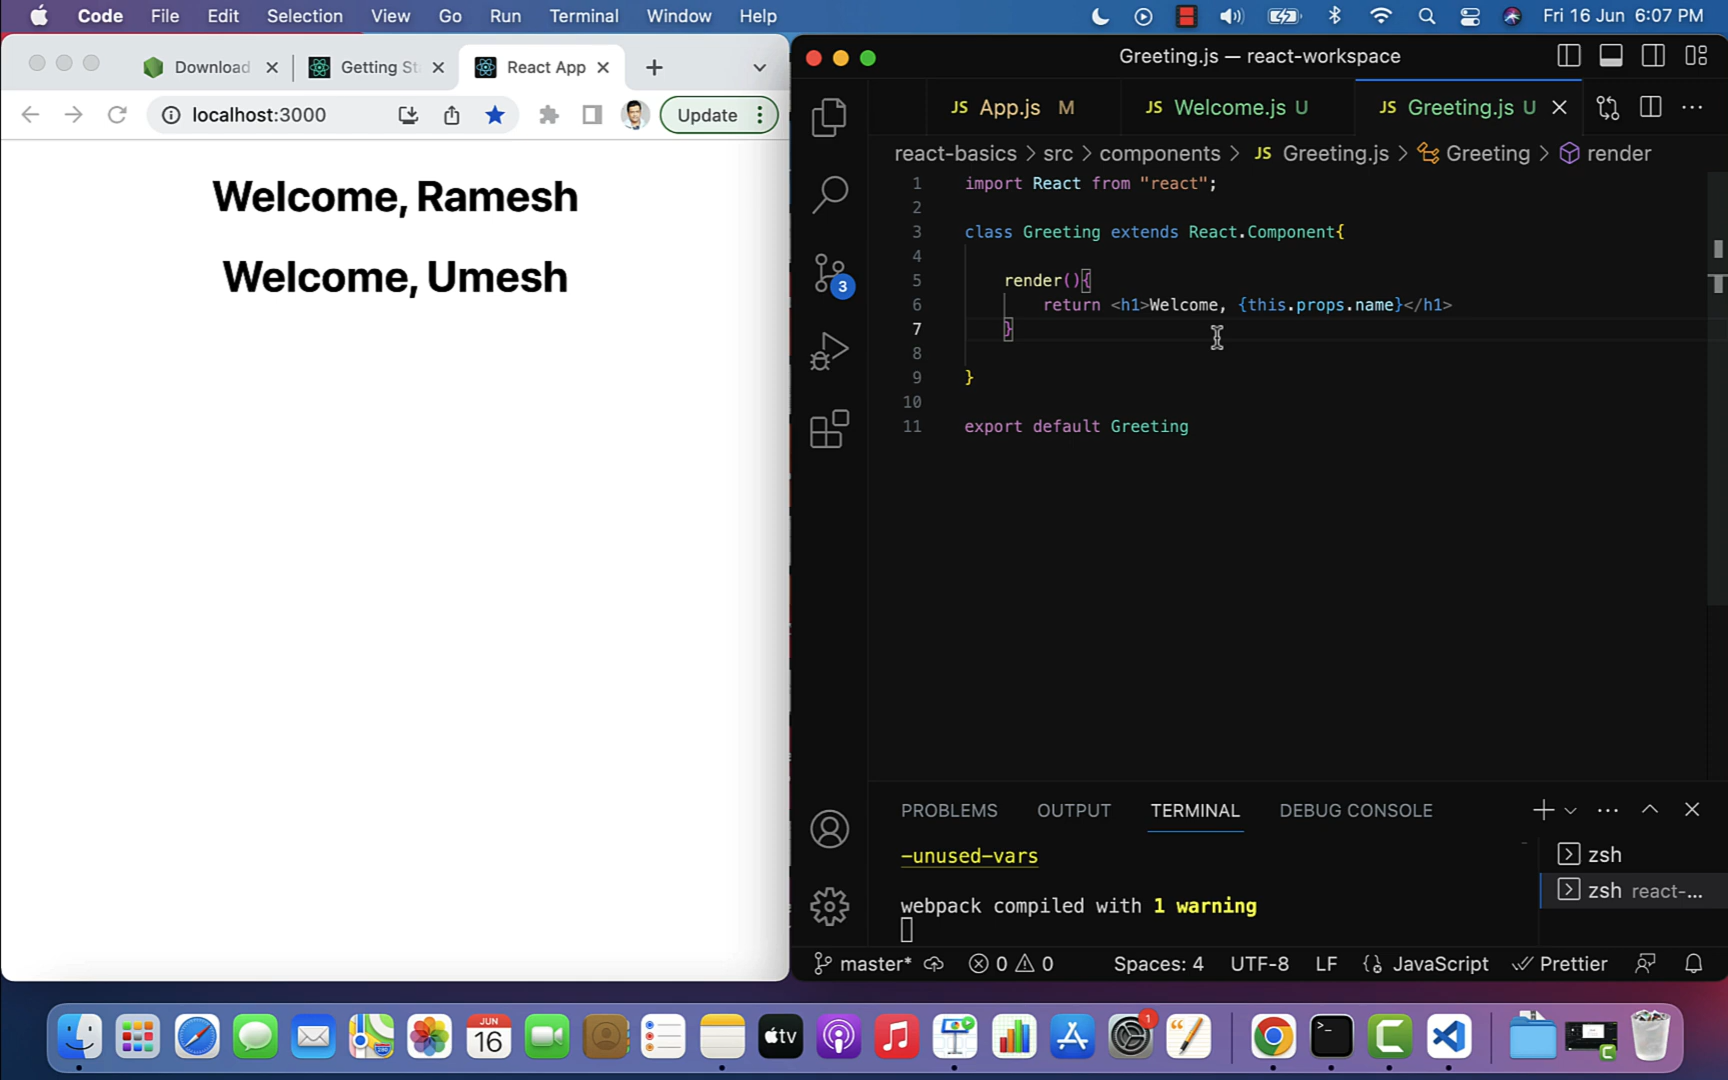 Code File Edit Selection View Go Run Terminal Window Help Fri 16 Jun 6:07 PM
Download Getting St React App
localhost:3000 Update
Welcome, Ramesh
Welcome, Umesh
Greeting.js — react-workspace
JS App.js M JS Welcome.js U JS Greeting.js U
react-basics > src > components > JS Greeting.js > Greeting > render
1 import React from "react";
2
3 class Greeting extends React.Component{
4
5 render(){
6 return <h1>Welcome, {this.props.name}</h1>
7 }
8
9 }
10
11 export default Greeting
3
PROBLEMS OUTPUT TERMINAL DEBUG CONSOLE
-unused-vars
webpack compiled with 1 warning
zsh
zsh react-...
master* 0 0 Spaces: 4 UTF-8 LF JavaScript Prettier
JUN
16
tv
1